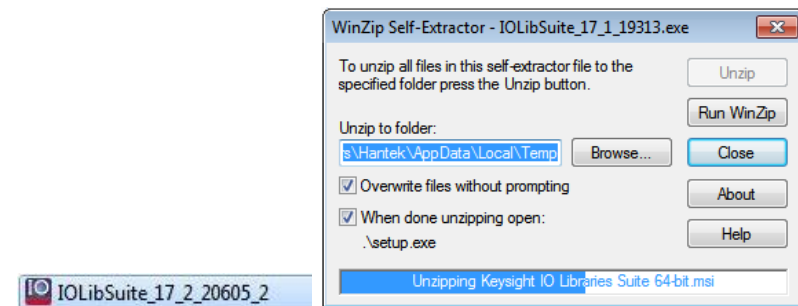 WinZip Self-Extractor - IOLibSuite_17_1_19313.exe
To unzip all files in this self-extractor file to the
specified folder press the Unzip button.
Unzip
Run WinZip
Unzip to folder:
s\Hantek\AppData\Local\Temp
Browse...
Close
Overwrite files without prompting
About
When done unzipping open:
.\setup.exe
Help
Unzipping Keysight IO Libraries Suite 64-bit.msi
IO
IOLibSuite_17_2_20605_2